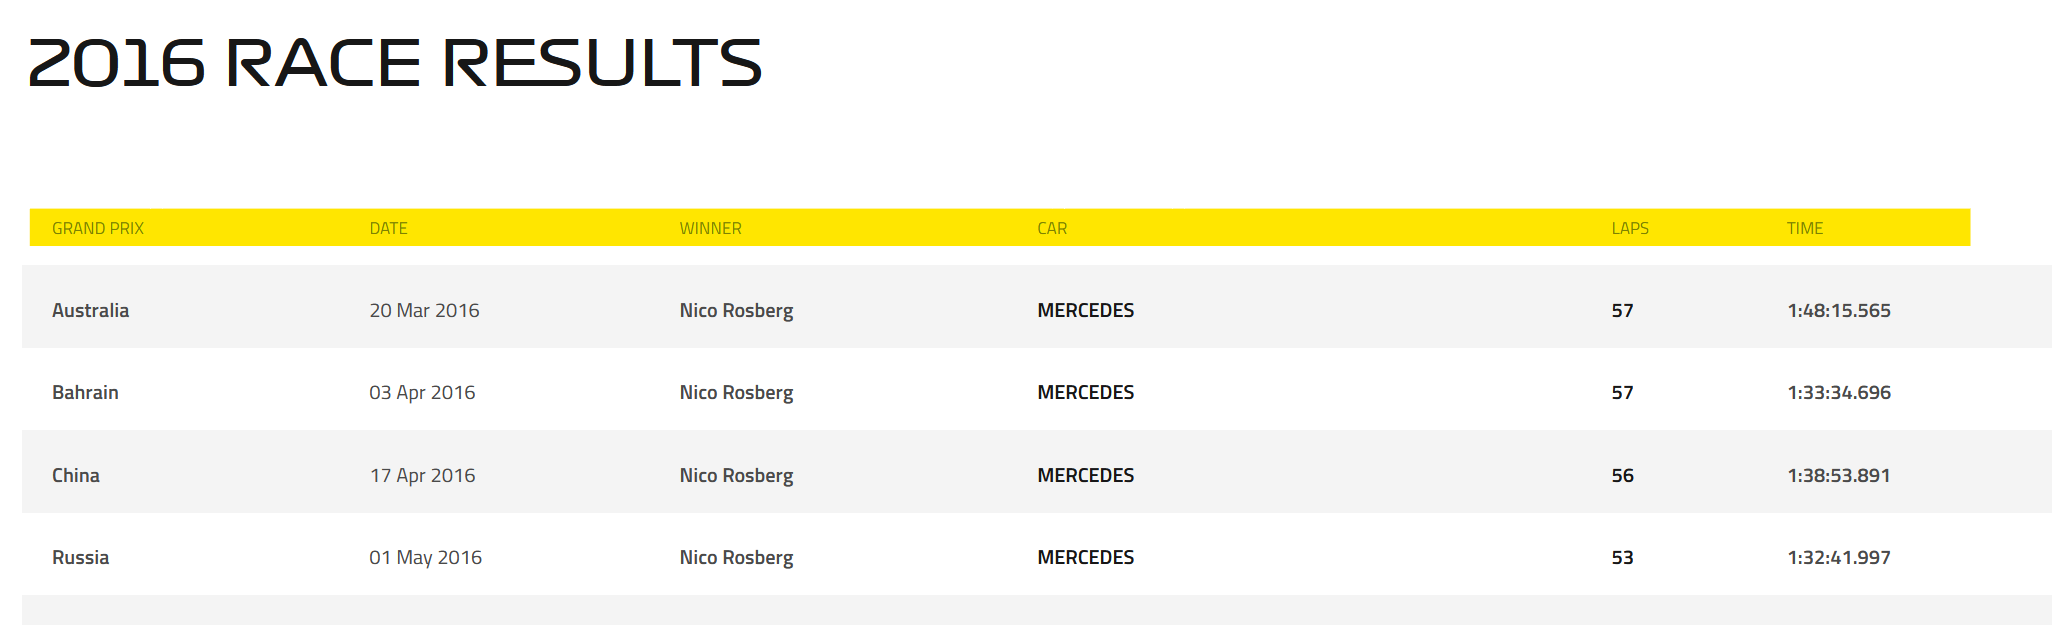 2016 RACE RESULTS
GRAND PRIX DATE WINNER CAR LAPS TIME
Australia 20 Mar 2016 Nico Rosberg MERCEDES 57 1:48:15.565
Bahrain 03 Apr 2016 Nico Rosberg MERCEDES 57 1:33:34.696
China 17 Apr 2016 Nico Rosberg MERCEDES 56 1:38:53.891
Russia 01 May 2016 Nico Rosberg MERCEDES 53 1:32:41.997